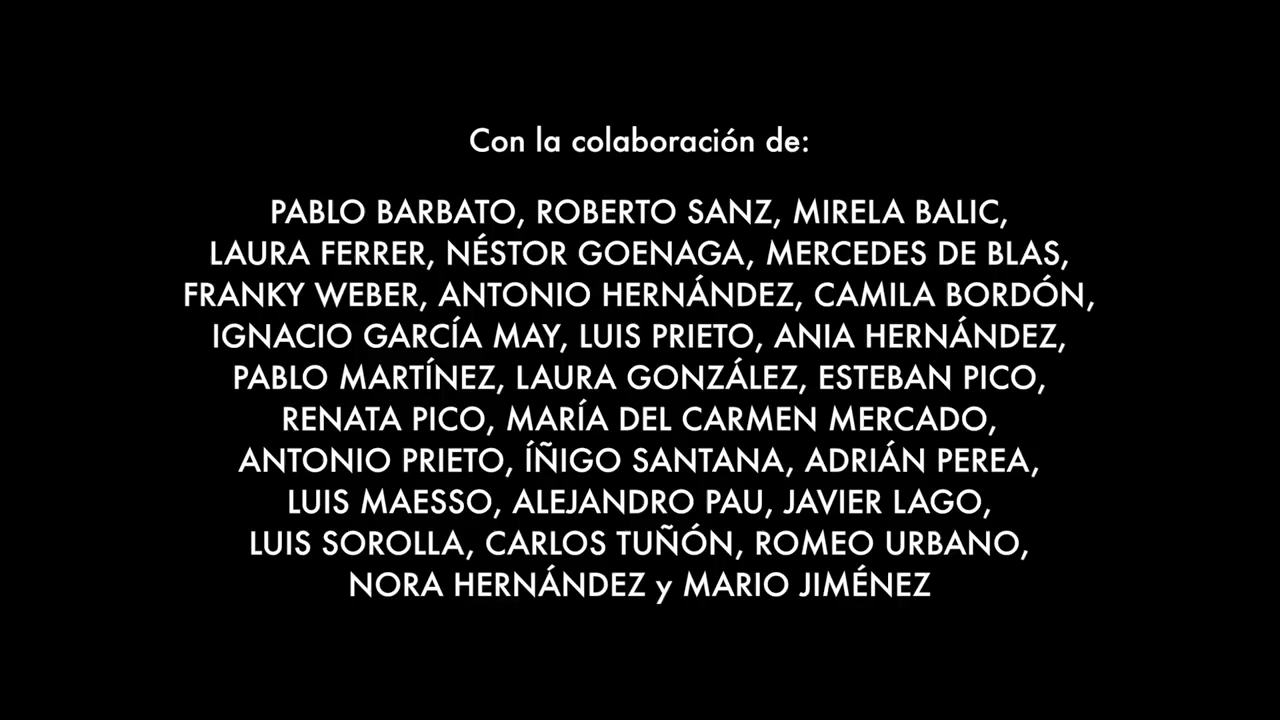 Con la colaboración de:
PABLO BARBATO, ROBERTO SANZ, MIRELA BALIC,
LAURA FERRER, NÉSTOR GOENAGA, MERCEDES DE BLAS,
FRANKY WEBER, ANTONIO HERNÁNDEZ, CAMILA BORDÓN,
IGNACIO GARCÍA MAY, LUIS PRIETO, ANIA HERNÁNDEZ,
PABLO MARTÍNEZ, LAURA GONZÁLEZ, ESTEBAN PICO,
RENATA PICO, MARÍA DEL CARMEN MERCADO,
ANTONIO PRIETO, ÍÑIGO SANTANA, ADRIÁN PEREA,
LUIS MAESSO, ALEJANDRO PAU, JAVIER LAGO,
LUIS SOROLLA, CARLOS TUÑÓN, ROMEO URBANO,
NORA HERNÁNDEZ y MARIO JIMÉNEZ